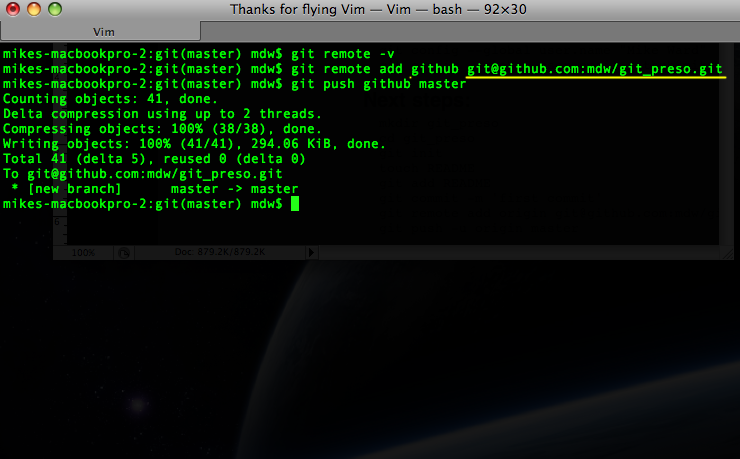 Thanks for flying Vim — Vim — bash — 92×30
Vim
mikes-macbookpro-2:git(master) mdw$ git remote -v
mikes-macbookpro-2:git(master) mdw$ git remote add github git@github.com:mdw/git_preso.git
mikes-macbookpro-2:git(master) mdw$ git push github master
Counting objects: 41, done.
Delta compression using up to 2 threads.
Compressing objects: 100% (38/38), done.
Writing objects: 100% (41/41), 294.06 KiB, done.
Total 41 (delta 5), reused 0 (delta 0)
To git@github.com:mdw/git_preso.git
 * [new branch]      master -> master
mikes-macbookpro-2:git(master) mdw$
100% Doc: 879.2K/879.2K